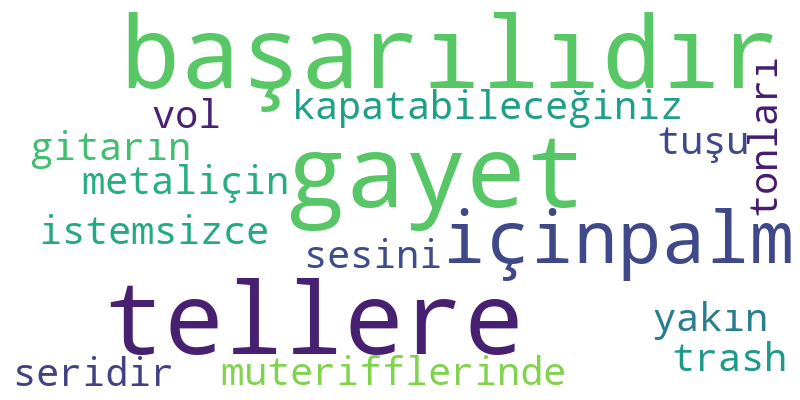 başarılıdır
vol
kapatabileceğiniz
gitarın
gayet
tuşu
tonları
metaliçin
istemsizce
sesini
içinpalm
tellere
yakın
seridir
muterifflerinde
trash